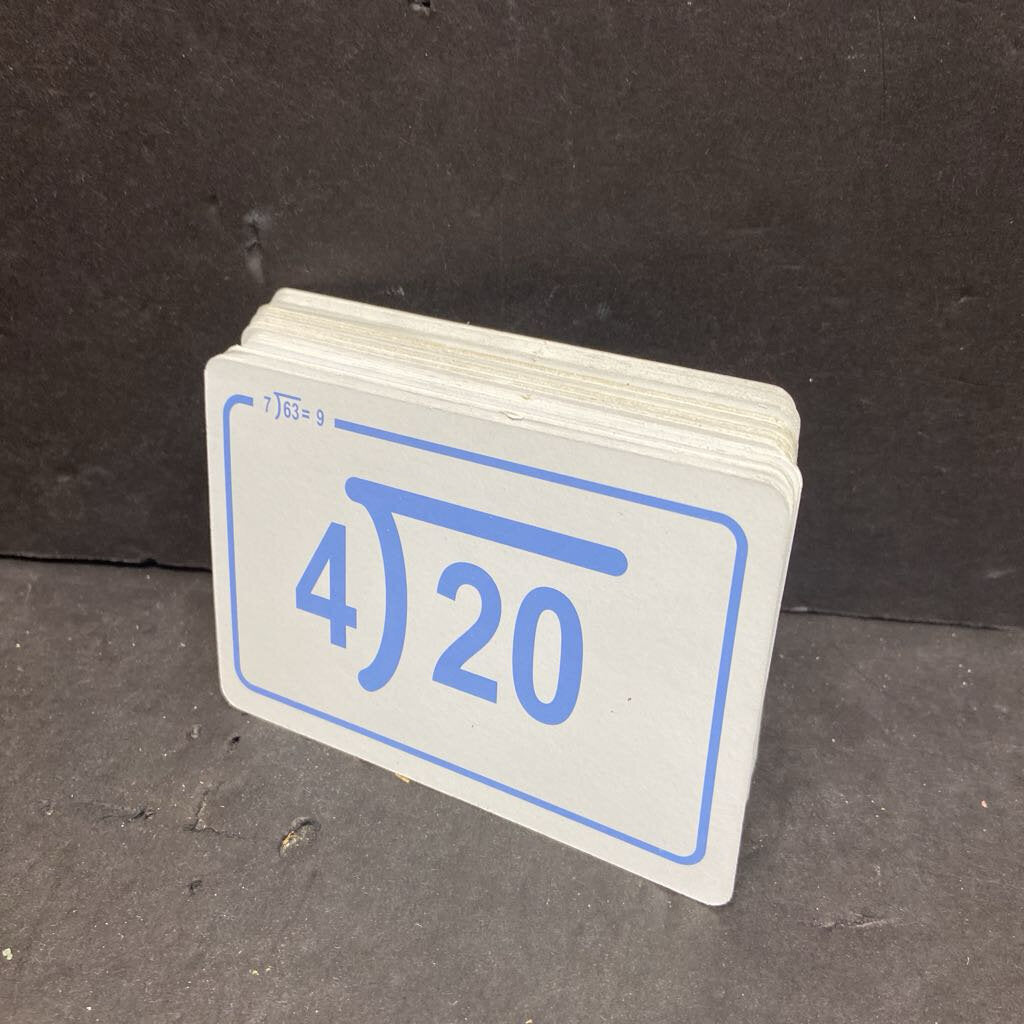 7)63 = 9
4)20